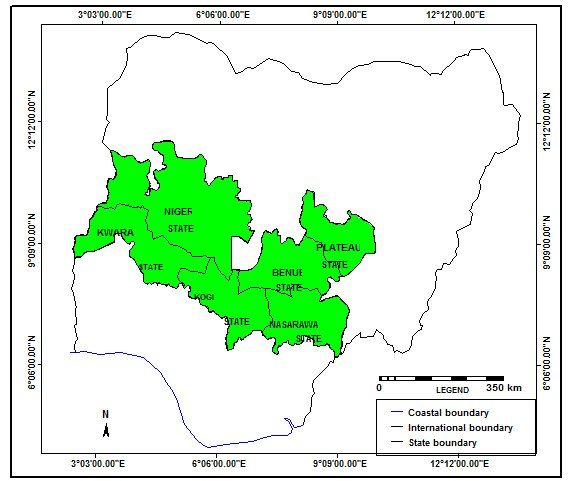 3°03'00.00"E 6°06'00.00"E 9°09'00.00"E 12°12'00.00"E
12°12'00.00"N 12°12'00.00"N
9°09'00.00"N 9°09'00.00"N
6°06'00.00"N 6°06'00.00"N
NIGER
STATE
KWARA
STATE
PLATEAU
STATE
BENUE
STATE
KOGI
STATE
NASARAWA
STATE
0 350 km
LEGEND
Coastal boundary
International boundary
State boundary
N
3°03'00.00"E 6°06'00.00"E 9°09'00.00"E 12°12'00.00"E